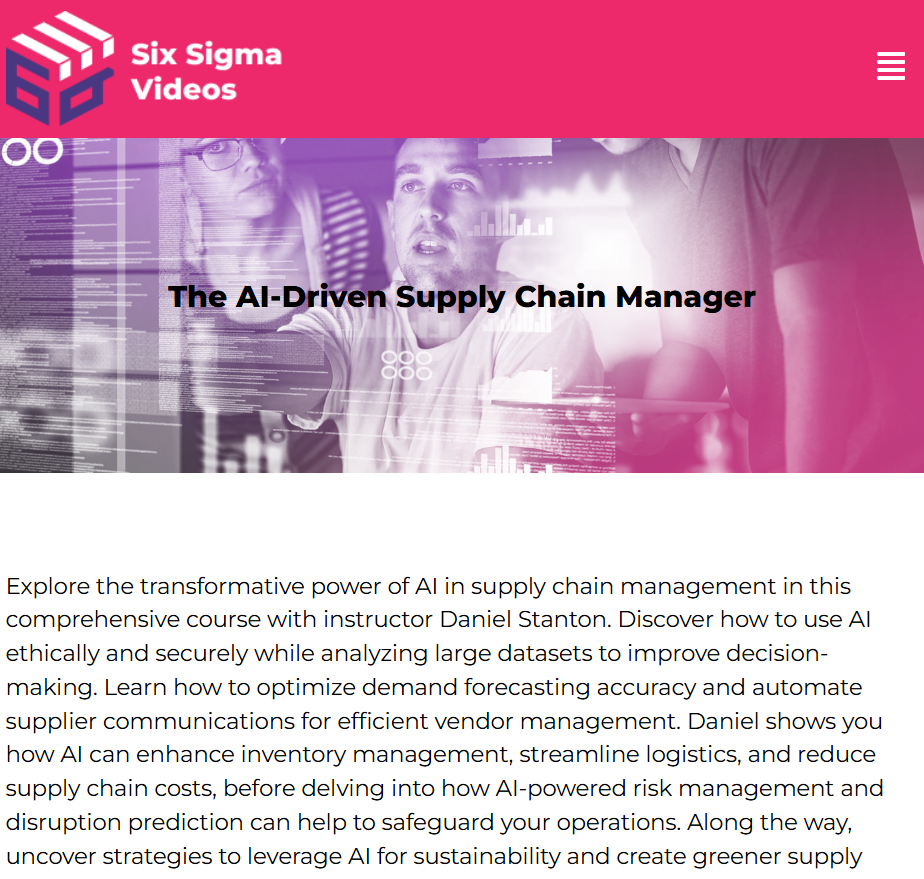 Six Sigma
Videos
The AI-Driven Supply Chain Manager
Explore the transformative power of AI in supply chain management in this
comprehensive course with instructor Daniel Stanton. Discover how to use AI
ethically and securely while analyzing large datasets to improve decision-
making. Learn how to optimize demand forecasting accuracy and automate
supplier communications for efficient vendor management. Daniel shows you
how AI can enhance inventory management, streamline logistics, and reduce
supply chain costs, before delving into how AI-powered risk management and
disruption prediction can help to safeguard your operations. Along the way,
uncover strategies to leverage AI for sustainability and create greener supply